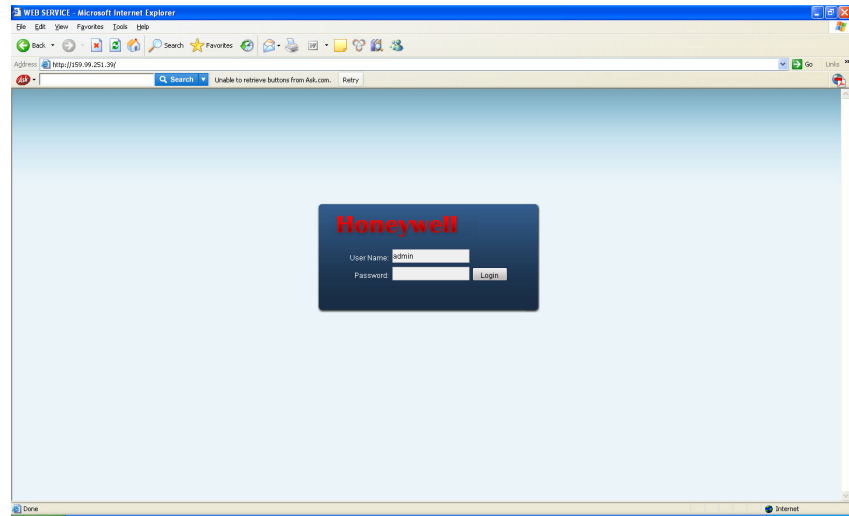 WEB SERVICE - Microsoft Internet Explorer
File Edit View Favorites Tools Help
Back Search Favorites
Address http://159.99.251.39/ Go Links »
Ask Search Unable to retrieve buttons from Ask.com. Retry
Honeywell
User Name: admin
Password: Login
Done Internet